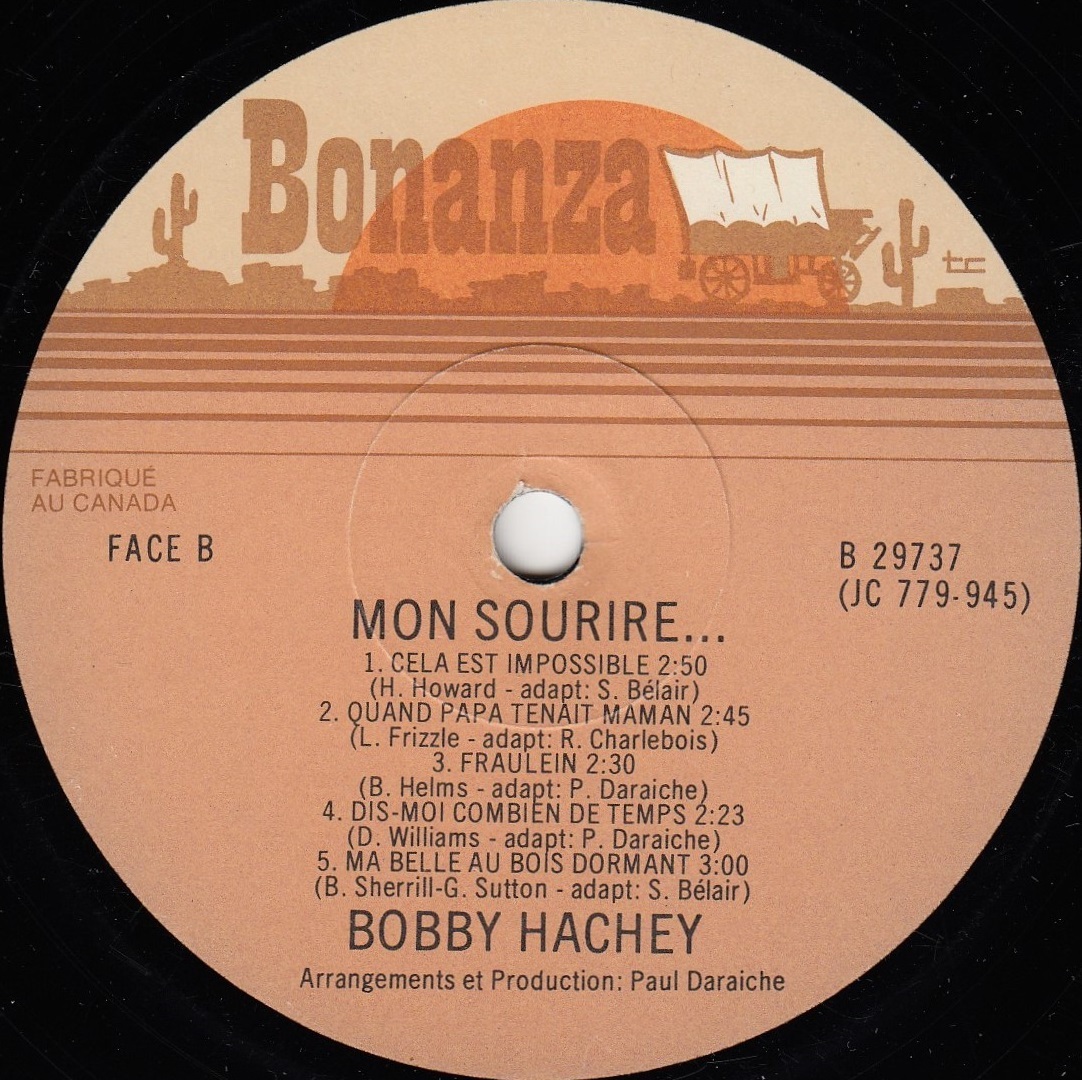 Bonanza
FABRIQUÉ
AU CANADA
FACE B
B 29737
(JC 779-945)
MON SOURIRE...
1. CELA EST IMPOSSIBLE 2:50
(H. Howard - adapt: S. Bélair)
2. QUAND PAPA TENAIT MAMAN 2:45
(L. Frizzle - adapt: R. Charlebois)
3. FRAULEIN 2:30
(B. Helms - adapt: P. Daraiche)
4. DIS-MOI COMBIEN DE TEMPS 2:23
(D. Williams - adapt: P. Daraiche)
5. MA BELLE AU BOIS DORMANT 3:00
(B. Sherrill-G. Sutton - adapt: S. Bélair)
BOBBY HACHEY
Arrangements et Production: Paul Daraiche